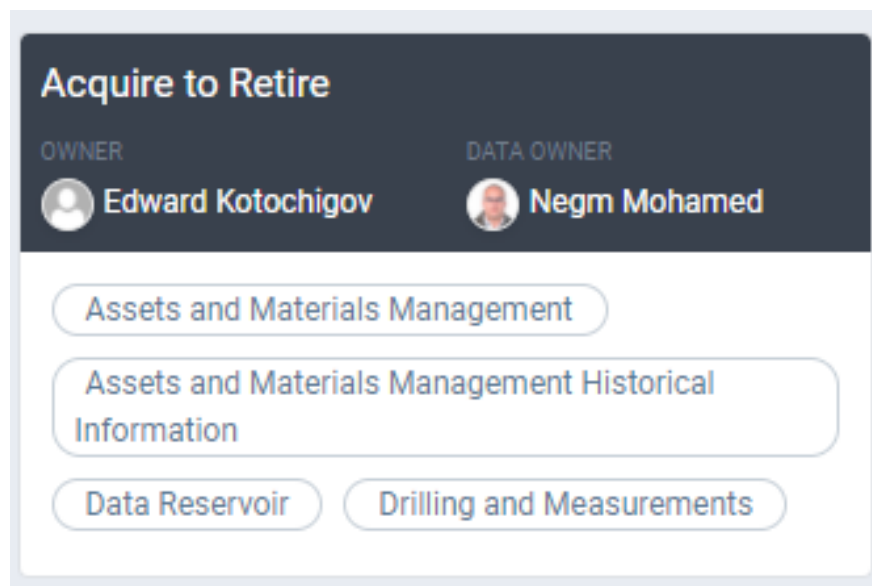 Acquire to Retire
OWNER DATA OWNER
Edward Kotochigov Negm Mohamed
Assets and Materials Management
Assets and Materials Management Historical
Information
Data Reservoir Drilling and Measurements